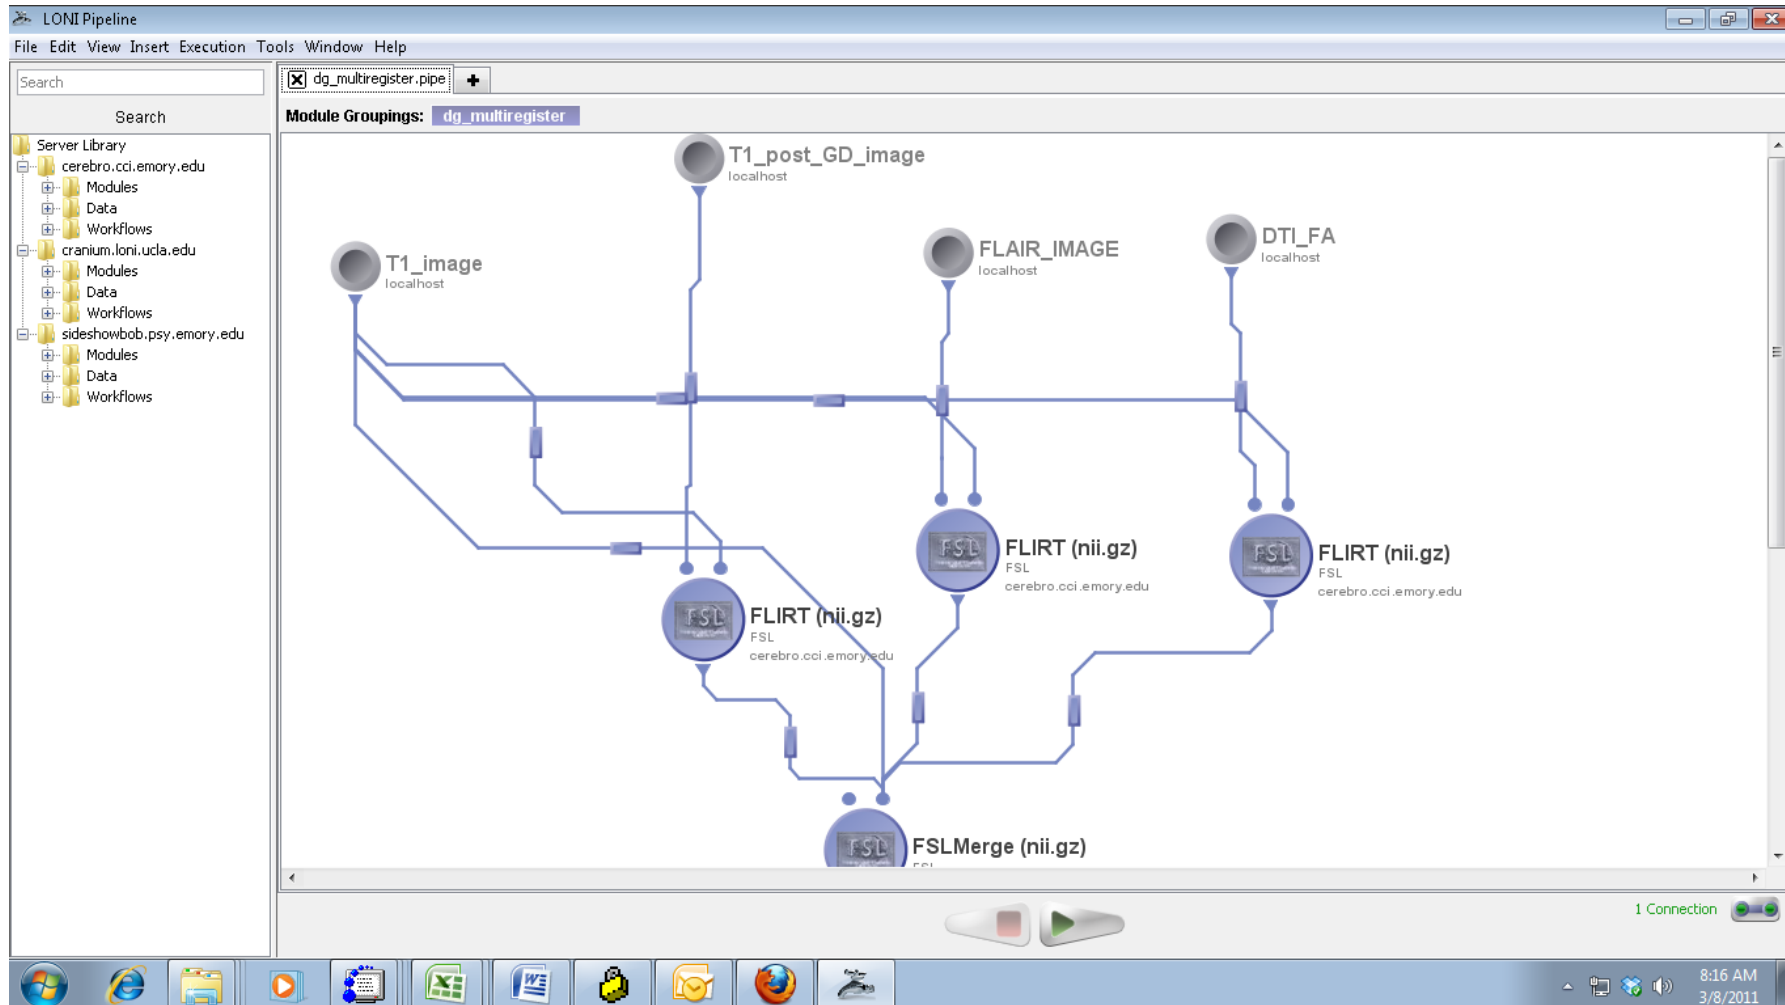 LONI Pipeline
File Edit View Insert Execution Tools Window Help
Search
Search
Server Library
cerebro.cci.emory.edu
Modules
Data
Workflows
cranium.loni.ucla.edu
Modules
Data
Workflows
sideshowbob.psy.emory.edu
Modules
Data
Workflows
dg_multiregister.pipe
Module Groupings: dg_multiregister
T1_post_GD_image
localhost
T1_image
localhost
FLAIR_IMAGE
localhost
DTI_FA
localhost
FSL
FLIRT (nii.gz)
FSL
cerebro.cci.emory.edu
FSL
FLIRT (nii.gz)
FSL
cerebro.cci.emory.edu
FSL
FLIRT (nii.gz)
FSL
cerebro.cci.emory.edu
FSL
FSLMerge (nii.gz)
FSL
1 Connection
8:16 AM
3/8/2011